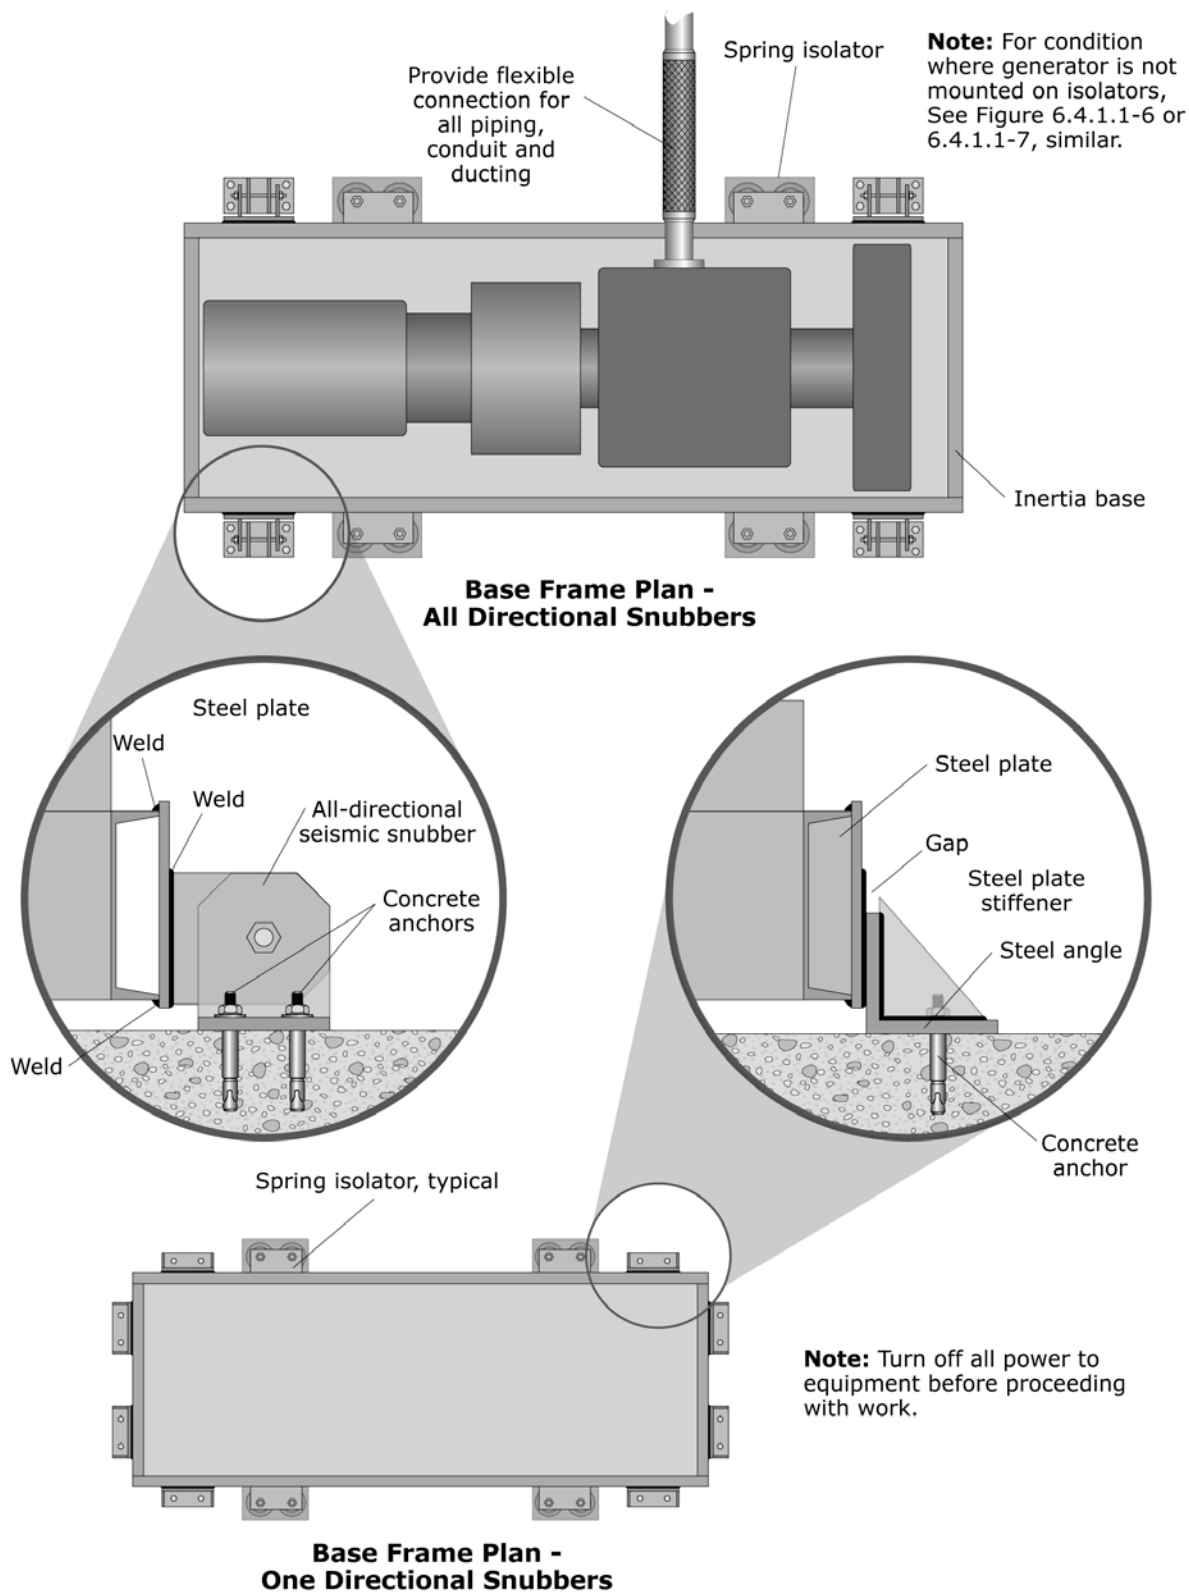 Provide flexible
connection for
all piping,
conduit and
ducting
Spring isolator
Note: For condition
where generator is not
mounted on isolators,
See Figure 6.4.1.1-6 or
6.4.1.1-7, similar.
Inertia base
Base Frame Plan -
All Directional Snubbers
Steel plate
Weld
Weld
All-directional
seismic snubber
Concrete
anchors
Weld
Steel plate
Gap
Steel plate
stiffener
Steel angle
Concrete
anchor
Spring isolator, typical
Note: Turn off all power to
equipment before proceeding
with work.
Base Frame Plan -
One Directional Snubbers